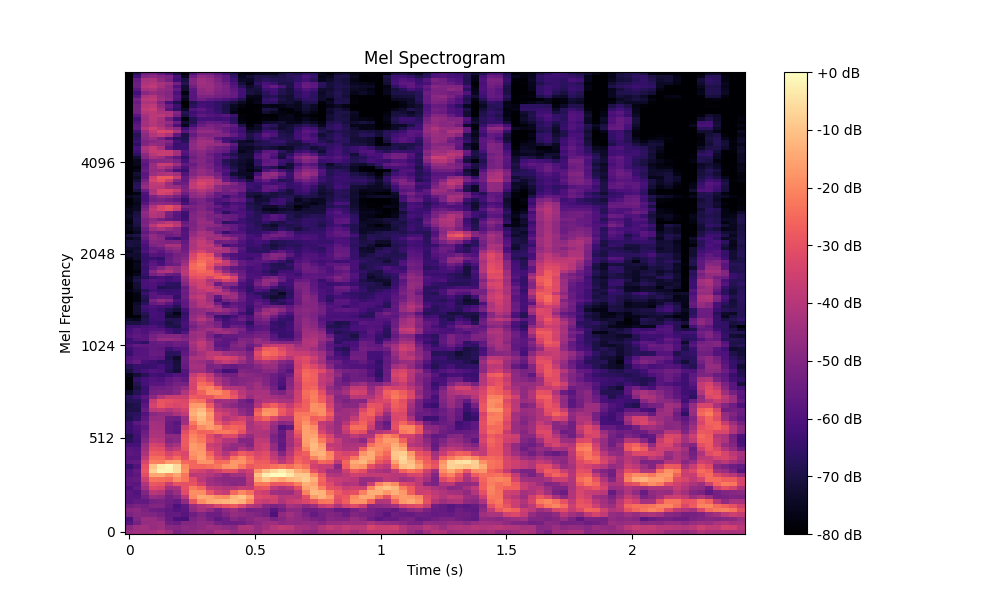 Mel Spectrogram
Mel Frequency
4096
2048
1024
512
0
0
0.5
1
1.5
2
Time (s)
+0 dB
-10 dB
-20 dB
-30 dB
-40 dB
-50 dB
-60 dB
-70 dB
-80 dB